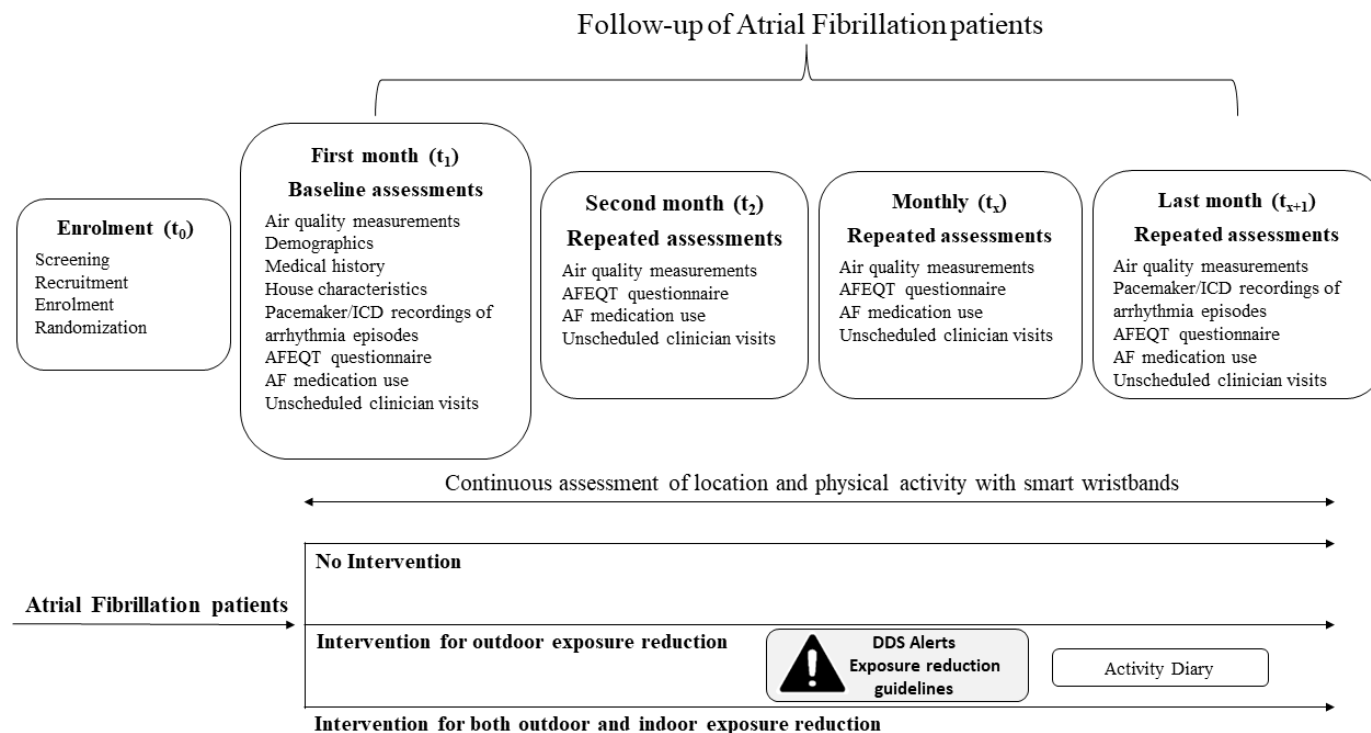 Follow-up of Atrial Fibrillation patients
Enrolment (t0)
Screening
Recruitment
Enrolment
Randomization
First month (t1)
Baseline assessments
Air quality measurements
Demographics
Medical history
House characteristics
Pacemaker/ICD recordings of
arrhythmia episodes
AFEQT questionnaire
AF medication use
Unscheduled clinician visits
Second month (t2)
Repeated assessments
Air quality measurements
AFEQT questionnaire
AF medication use
Unscheduled clinician visits
Monthly (tx)
Repeated assessments
Air quality measurements
AFEQT questionnaire
AF medication use
Unscheduled clinician visits
Last month (tx+1)
Repeated assessments
Air quality measurements
Pacemaker/ICD recordings of
arrhythmia episodes
AFEQT questionnaire
AF medication use
Unscheduled clinician visits
Continuous assessment of location and physical activity with smart wristbands
No Intervention
Atrial Fibrillation patients
Intervention for outdoor exposure reduction
DDS Alerts
Exposure reduction
guidelines
Activity Diary
Intervention for both outdoor and indoor exposure reduction